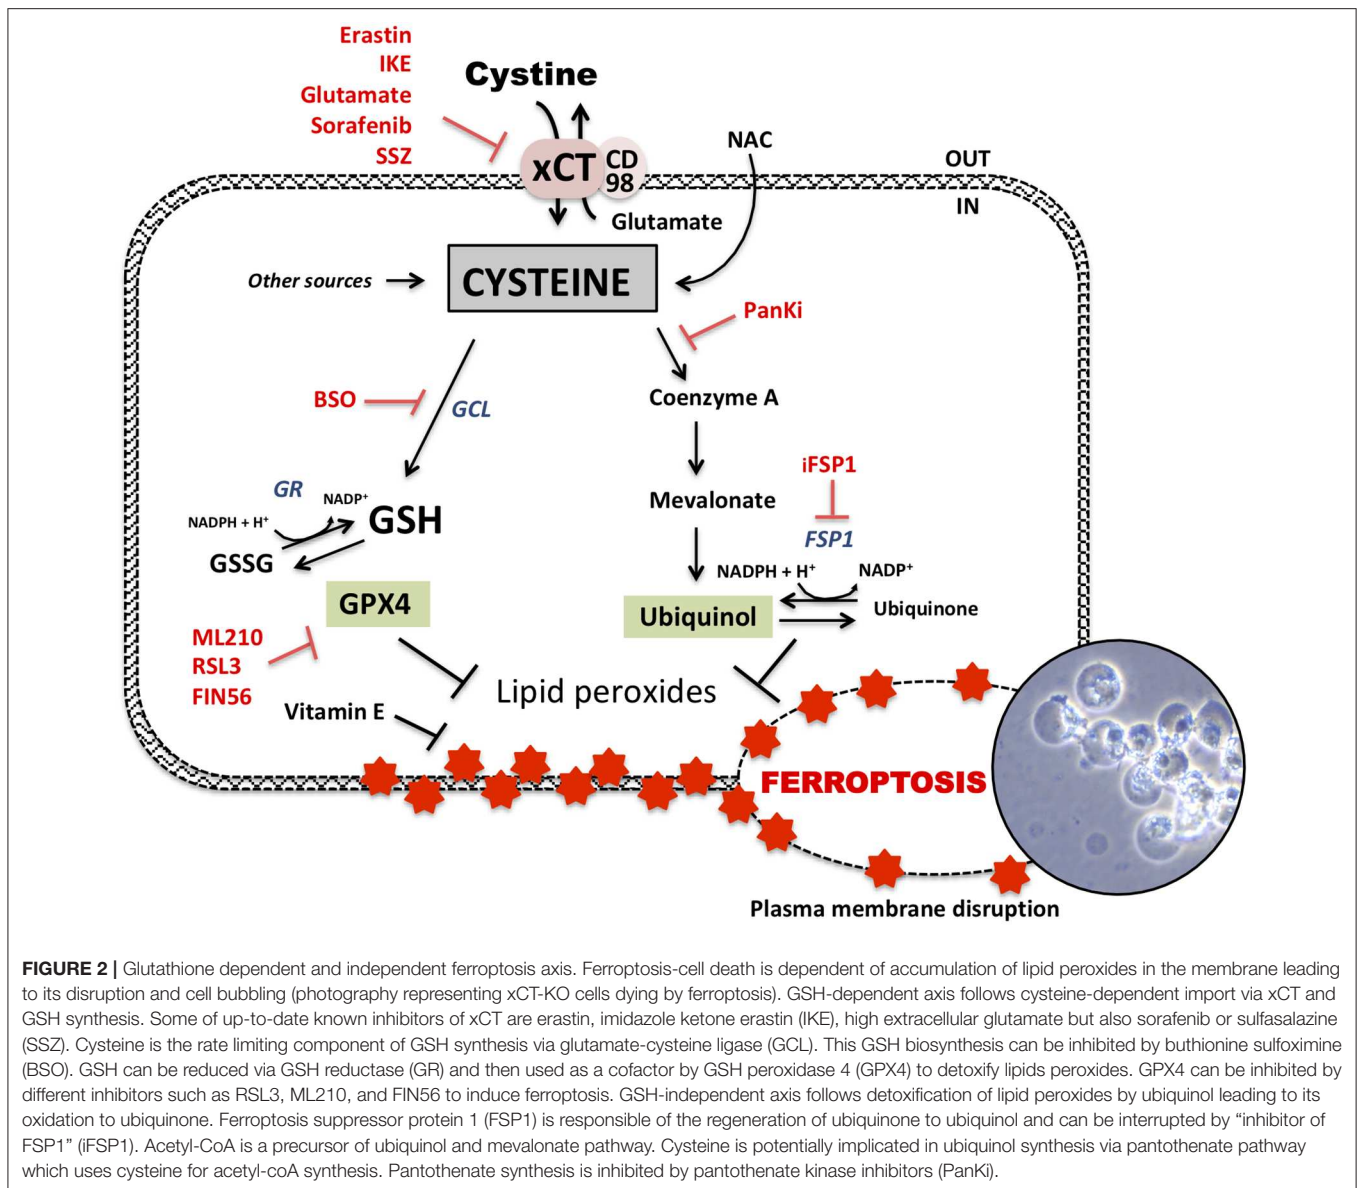 Erastin
IKE
Glutamate
Sorafenib
SSZ
Cystine
xCT
CD
98
NAC
OUT
IN
Glutamate
Other sources
CYSTEINE
PanKi
BSO
GCL
Coenzyme A
iFSP1
GR
NADP+
NADPH + H+
GSH
GSSG
Mevalonate
FSP1
NADPH + H+
NADP+
GPX4
Ubiquinol
Ubiquinone
ML210
RSL3
FIN56
Vitamin E
Lipid peroxides
FERROPTOSIS
Plasma membrane disruption
FIGURE 2 | Glutathione dependent and independent ferroptosis axis. Ferroptosis-cell death is dependent of accumulation of lipid peroxides in the membrane leading
to its disruption and cell bubbling (photography representing xCT-KO cells dying by ferroptosis). GSH-dependent axis follows cysteine-dependent import via xCT and
GSH synthesis. Some of up-to-date known inhibitors of xCT are erastin, imidazole ketone erastin (IKE), high extracellular glutamate but also sorafenib or sulfasalazine
(SSZ). Cysteine is the rate limiting component of GSH synthesis via glutamate-cysteine ligase (GCL). This GSH biosynthesis can be inhibited by buthionine sulfoximine
(BSO). GSH can be reduced via GSH reductase (GR) and then used as a cofactor by GSH peroxidase 4 (GPX4) to detoxify lipids peroxides. GPX4 can be inhibited by
different inhibitors such as RSL3, ML210, and FIN56 to induce ferroptosis. GSH-independent axis follows detoxification of lipid peroxides by ubiquinol leading to its
oxidation to ubiquinone. Ferroptosis suppressor protein 1 (FSP1) is responsible of the regeneration of ubiquinone to ubiquinol and can be interrupted by “inhibitor of
FSP1” (iFSP1). Acetyl-CoA is a precursor of ubiquinol and mevalonate pathway. Cysteine is potentially implicated in ubiquinol synthesis via pantothenate pathway
which uses cysteine for acetyl-coA synthesis. Pantothenate synthesis is inhibited by pantothenate kinase inhibitors (PanKi).